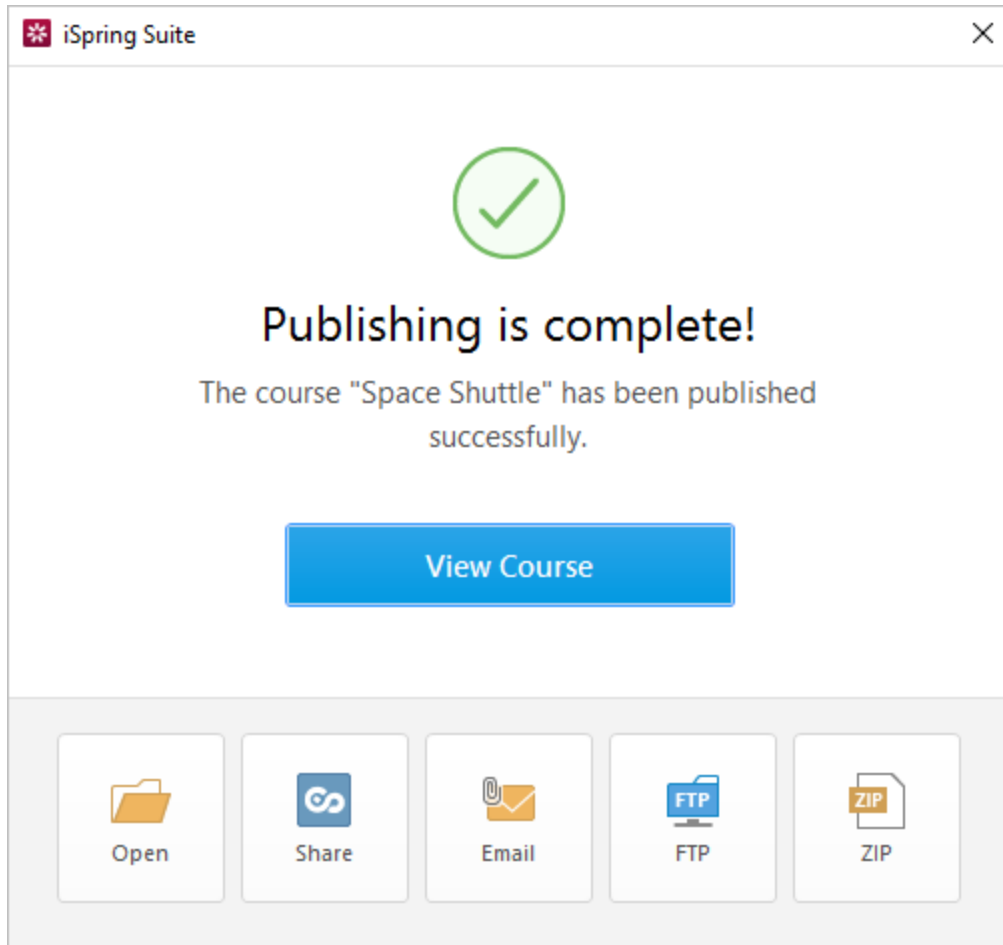 iSpring Suite
Publishing is complete!
The course "Space Shuttle" has been published
successfully.
View Course
FTP
ZIP
Open
Share
Email
FTP
ZIP